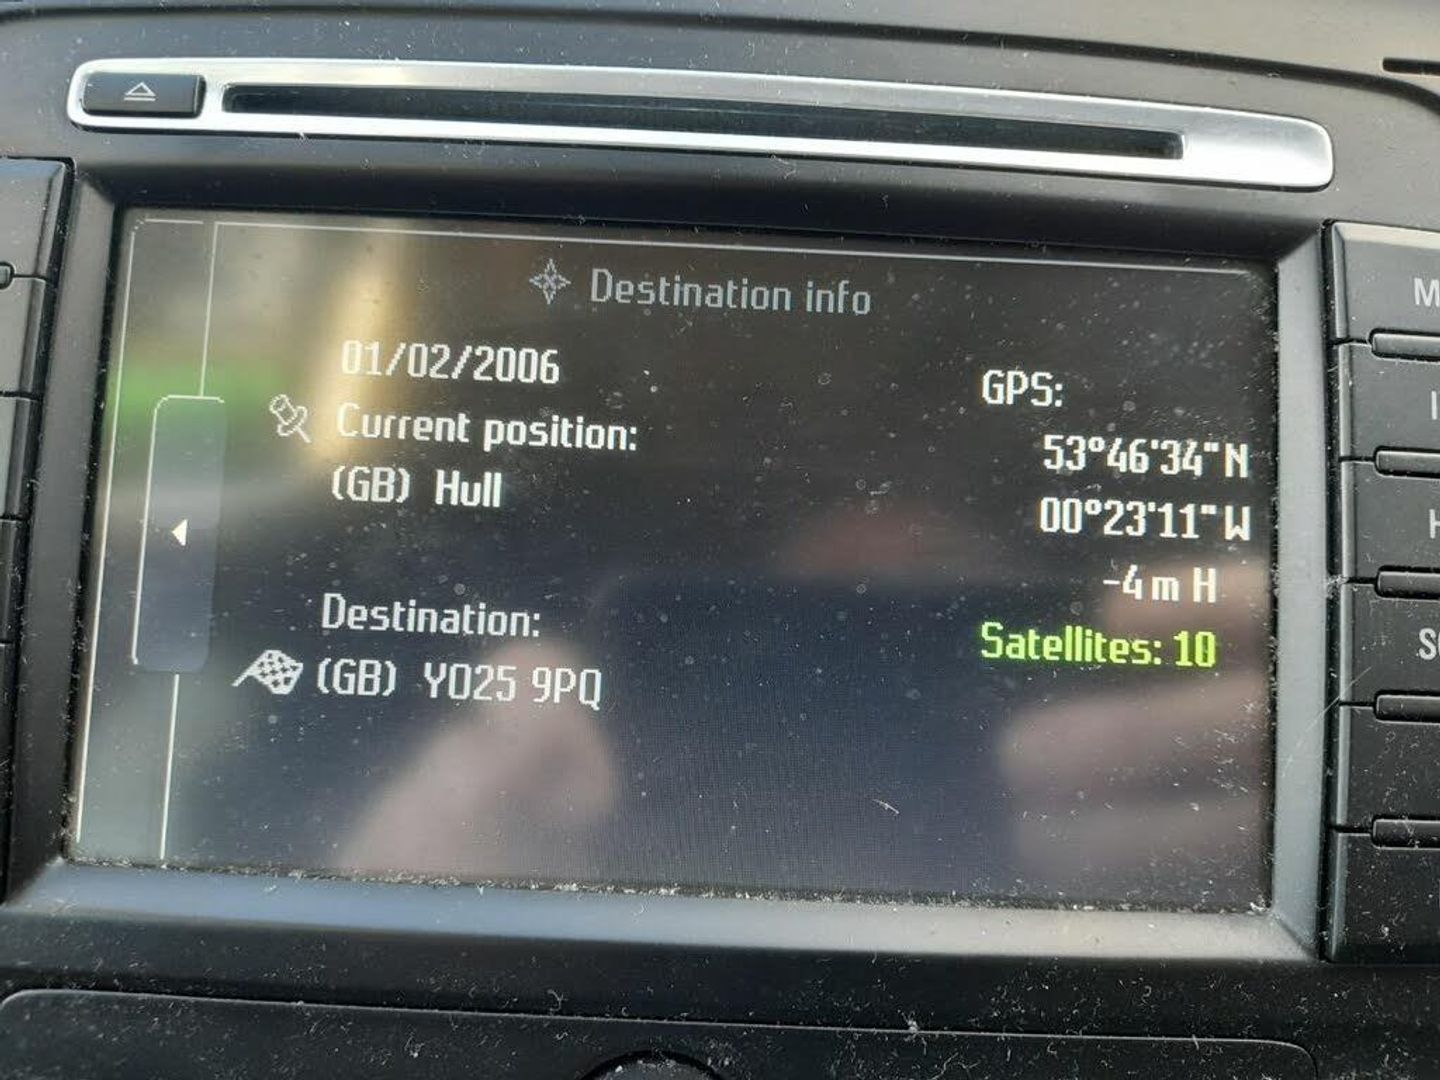 Destination info
01/02/2006
Current position:
(GB) Hull
GPS:
53°46'34"N
00°23'11"W
-4m H
Satellites: 10
Destination:
(GB) YO25 9PQ